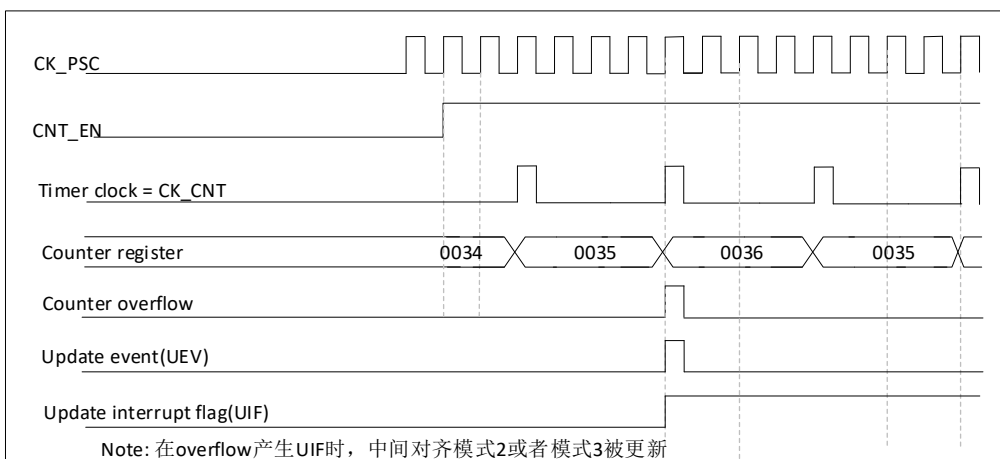 CK_PSC
CNT_EN
Timer clock = CK_CNT
Counter register 0034 0035 0036 0035
Counter overflow
Update event(UEV)
Update interrupt flag(UIF)
Note: 在overflow产生UIF时，中间对齐模式2或者模式3被更新